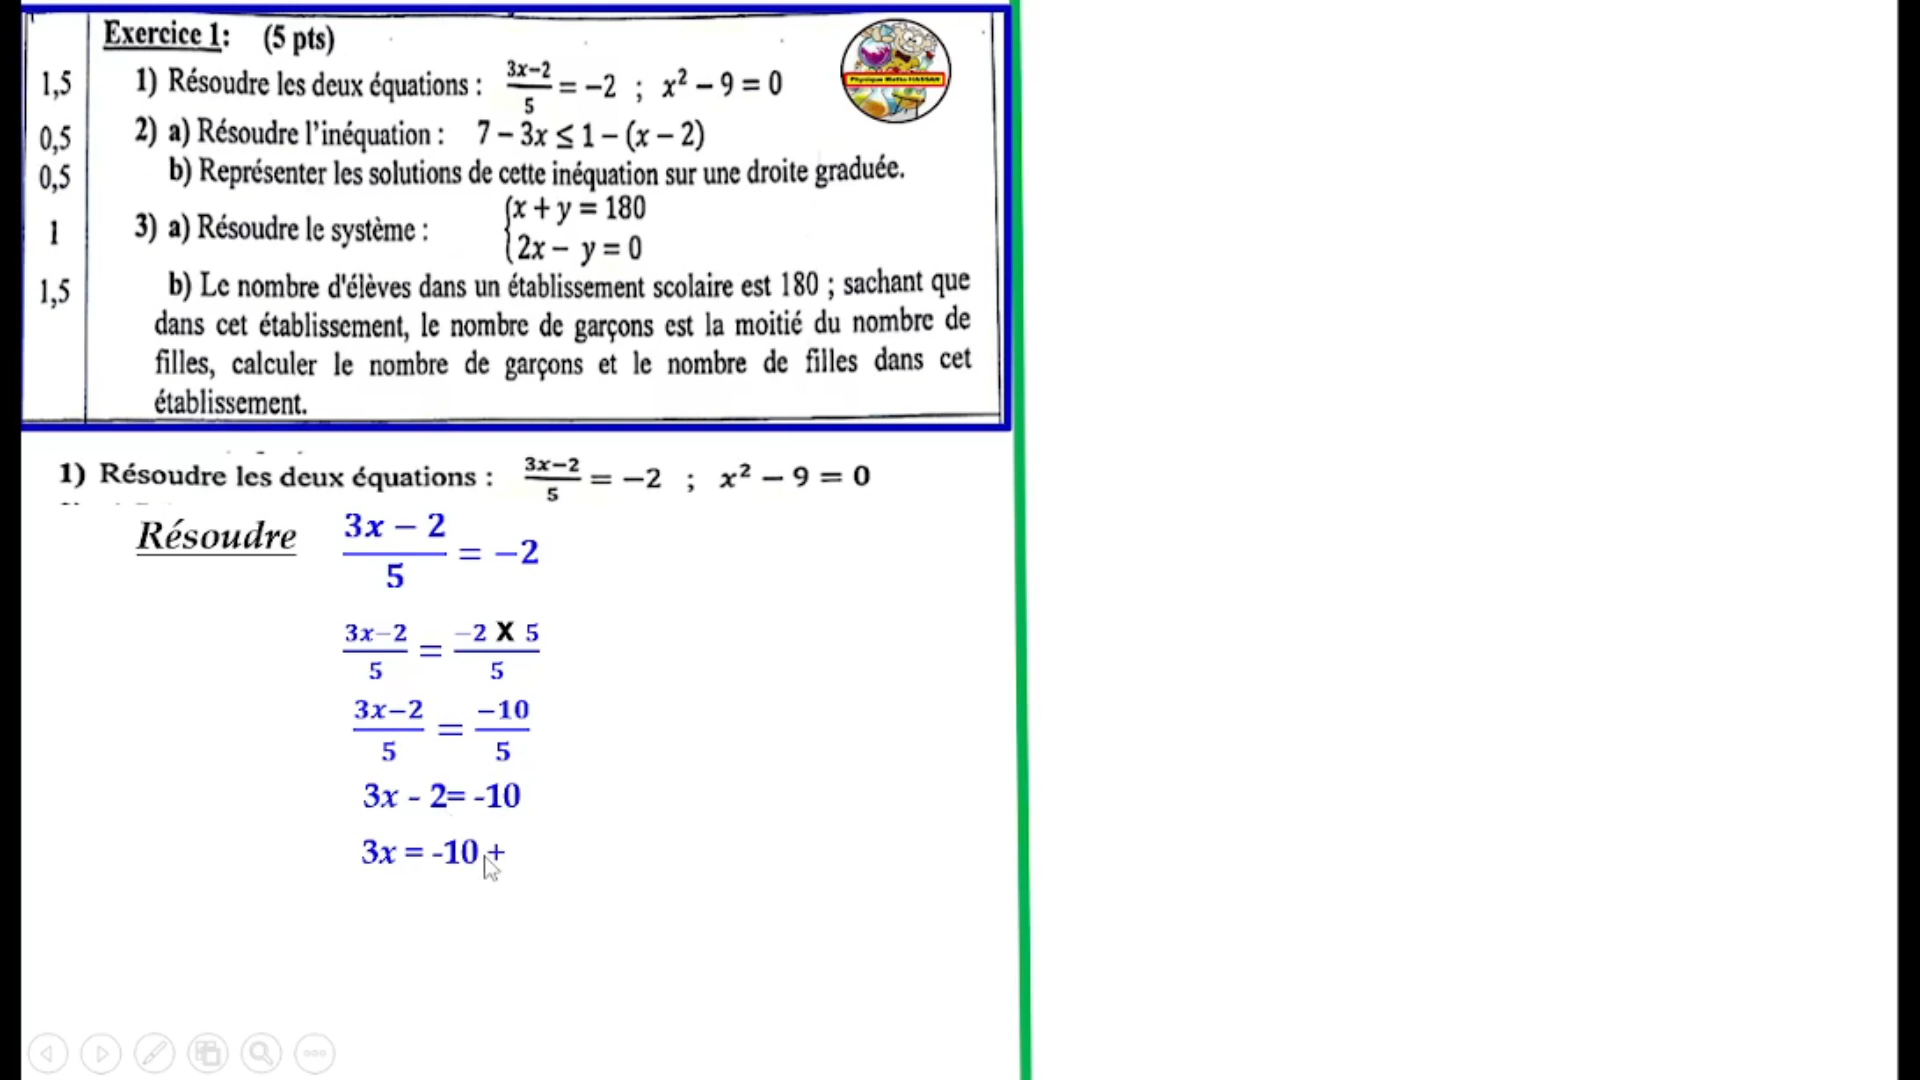 Exercice 1: (5 pts)
1,5 1) Résoudre les deux équations : (3x−2)/5 = −2 ; x² − 9 = 0
0,5 2) a) Résoudre l'inéquation : 7 − 3x ≤ 1 − (x − 2)
0,5 b) Représenter les solutions de cette inéquation sur une droite graduée.
1 3) a) Résoudre le système : { x + y = 180
2x − y = 0
1,5 b) Le nombre d'élèves dans un établissement scolaire est 180 ; sachant que
dans cet établissement, le nombre de garçons est la moitié du nombre de
filles, calculer le nombre de garçons et le nombre de filles dans cet
établissement.
Physique Maths HASSAN
1) Résoudre les deux équations : (3x−2)/5 = −2 ; x² − 9 = 0
Résoudre (3x − 2)/5 = −2
(3x−2)/5 = (−2 X 5)/5
(3x−2)/5 = −10/5
3x - 2= -10
3x = -10 +